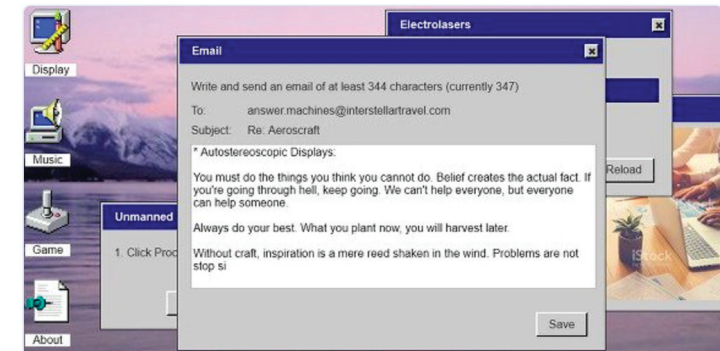 Display
Music
Game
About
Electrolasers
Reload
Unmanned
1. Click Proc
Email
Write and send an email of at least 344 characters (currently 347)
To: answer.machines@interstellartravel.com
Subject: Re: Aeroscraft
* Autostereoscopic Displays:
You must do the things you think you cannot do. Belief creates the actual fact. If
you're going through hell, keep going. We can't help everyone, but everyone
can help someone.
Always do your best. What you plant now, you will harvest later.
Without craft, inspiration is a mere reed shaken in the wind. Problems are not
stop si
Save
iStock